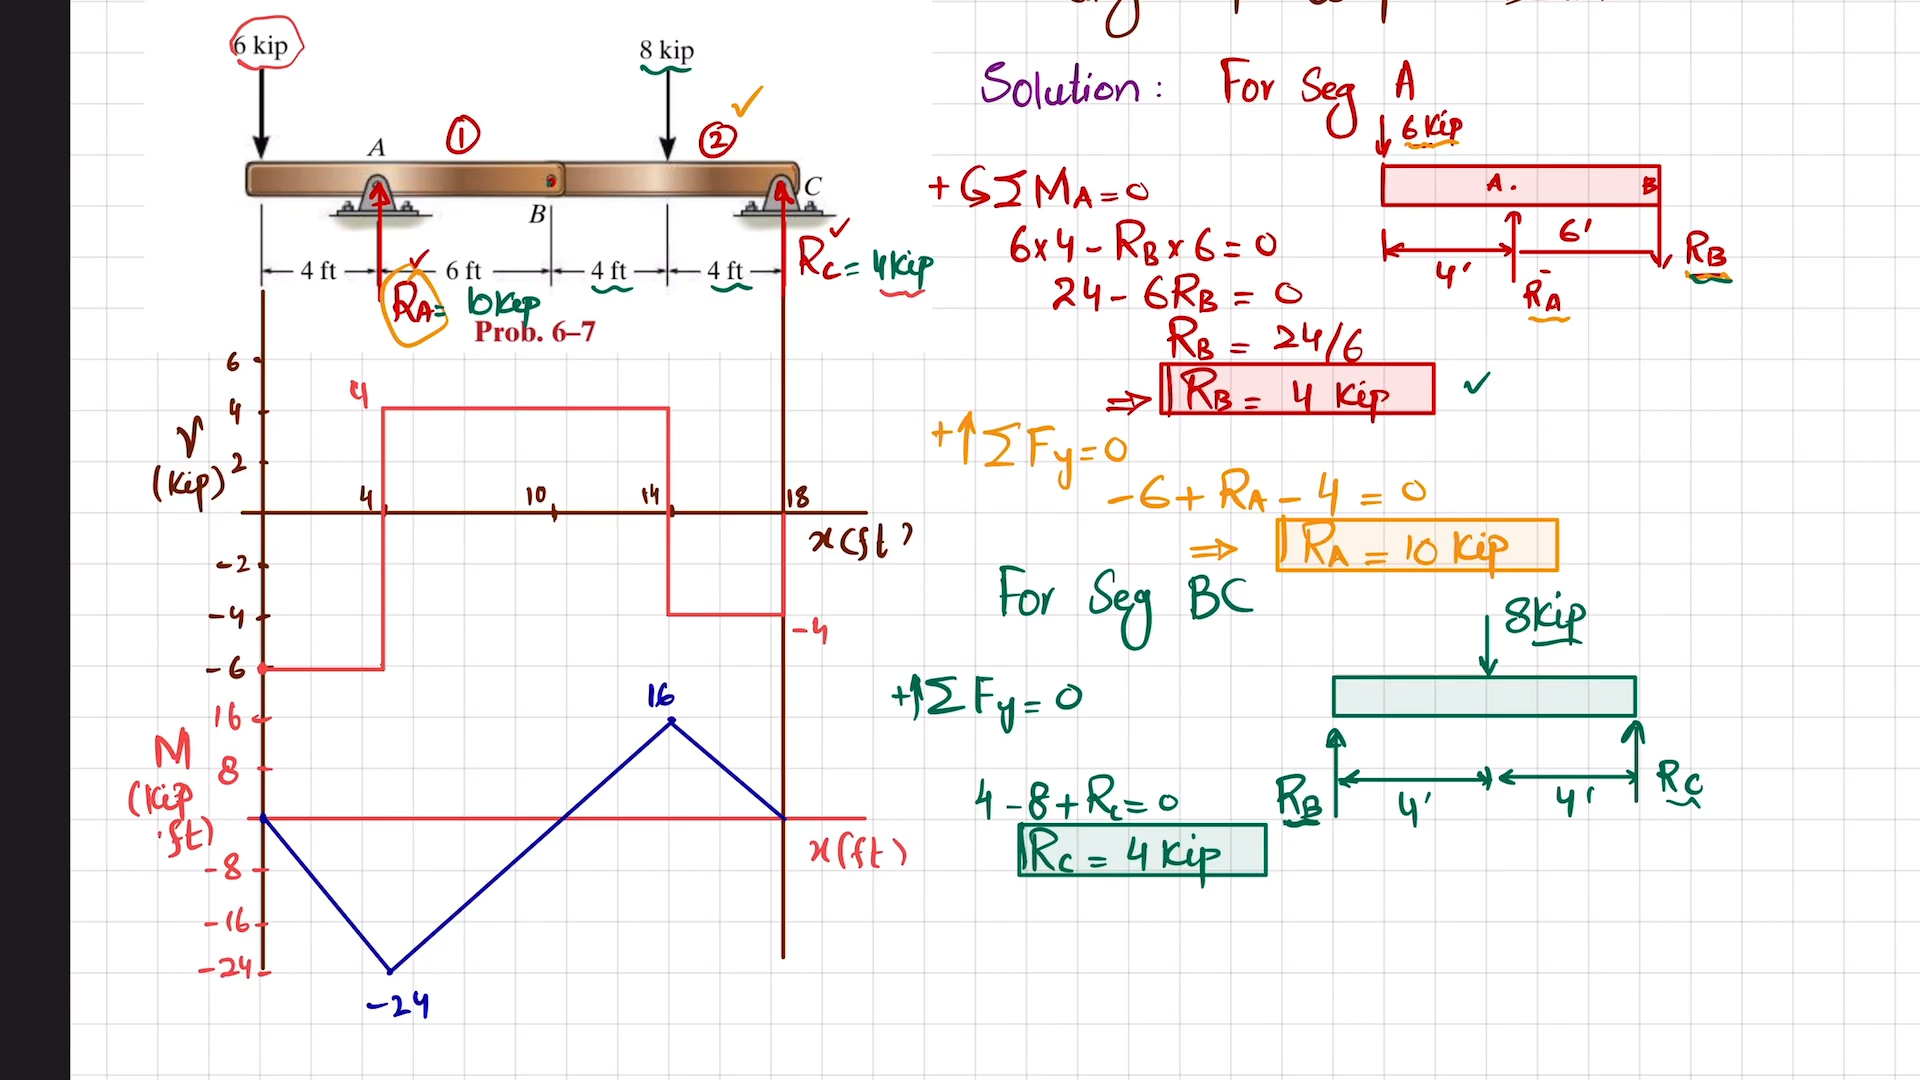 6 kip
8 kip
①
②
A
B
C
4 ft
6 ft
4 ft
4 ft
RA = 10 Kip
RC = 4 Kip
Prob. 6–7
6
4
2
-2
-4
-6
V
(Kip)
4
4
10
14
18
x(ft)
-4
16
8
-8
-16
-24
M
(Kip
.ft)
16
-24
x(ft)
Solution : For Seg A
6 Kip
+ ΣMA = 0
A .
B
6x4 - RB x 6 = 0
6'
4'
RA
RB
24 - 6RB = 0
RB = 24/6
⇒ RB = 4 Kip ✓
+↑ ΣFy = 0
-6 + RA - 4 = 0
⇒ RA = 10 Kip
For Seg BC
8 Kip
+↑ ΣFy = 0
RB
4'
4'
RC
4 - 8 + Rc = 0
RC = 4 Kip